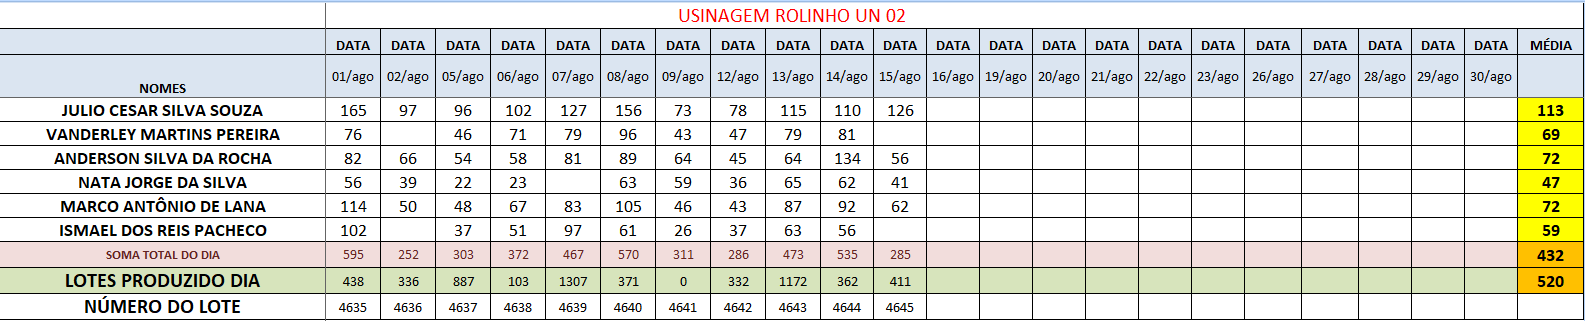 USINAGEM ROLINHO UN 02
DATA DATA DATA DATA DATA DATA DATA DATA DATA DATA DATA DATA DATA DATA DATA DATA DATA DATA DATA DATA DATA DATA MÉDIA
NOMES 01/ago 02/ago 05/ago 06/ago 07/ago 08/ago 09/ago 12/ago 13/ago 14/ago 15/ago 16/ago 19/ago 20/ago 21/ago 22/ago 23/ago 26/ago 27/ago 28/ago 29/ago 30/ago
JULIO CESAR SILVA SOUZA 165 97 96 102 127 156 73 78 115 110 126 113
VANDERLEY MARTINS PEREIRA 76 46 71 79 96 43 47 79 81 69
ANDERSON SILVA DA ROCHA 82 66 54 58 81 89 64 45 64 134 56 72
NATA JORGE DA SILVA 56 39 22 23 63 59 36 65 62 41 47
MARCO ANTÔNIO DE LANA 114 50 48 67 83 105 46 43 87 92 62 72
ISMAEL DOS REIS PACHECO 102 37 51 97 61 26 37 63 56 59
SOMA TOTAL DO DIA 595 252 303 372 467 570 311 286 473 535 285 432
LOTES PRODUZIDO DIA 438 336 887 103 1307 371 0 332 1172 362 411 520
NÚMERO DO LOTE 4635 4636 4637 4638 4639 4640 4641 4642 4643 4644 4645